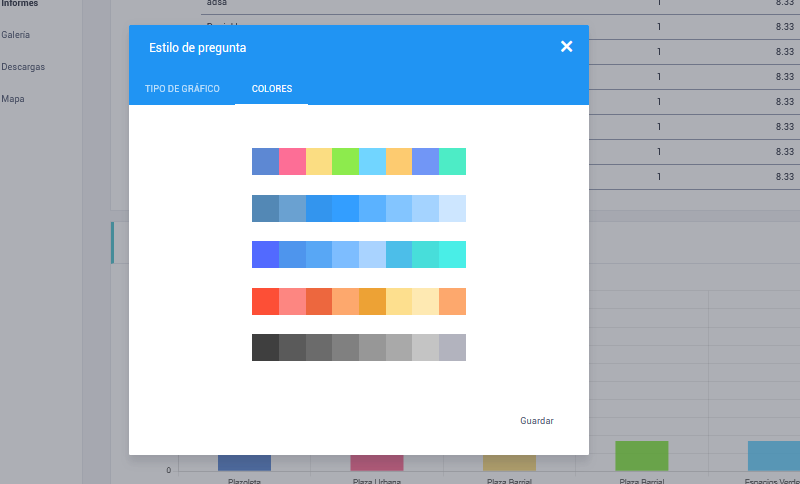 Informes
Galería
Descargas
Mapa
adsa
1 8.33
1 8.33
1 8.33
1 8.33
1 8.33
1 8.33
1 8.33
1 8.33
Estilo de pregunta
TIPO DE GRÁFICO COLORES
Guardar
0
Plazoleta Plaza Urbana Plaza Barrial Plaza Barrial Espacios Verde